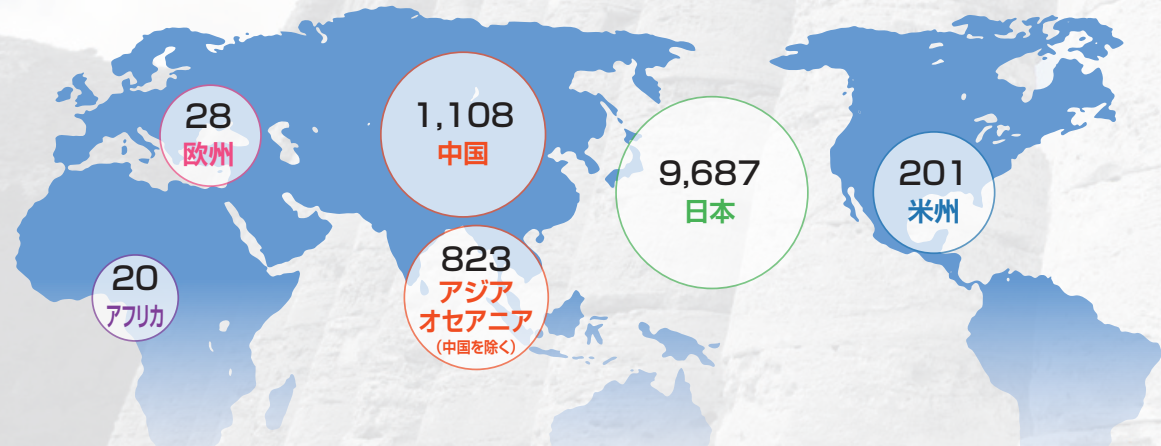 28
欧州
1,108
中国
9,687
日本
201
米州
20
アフリカ
823
アジア
オセアニア
(中国を除く)